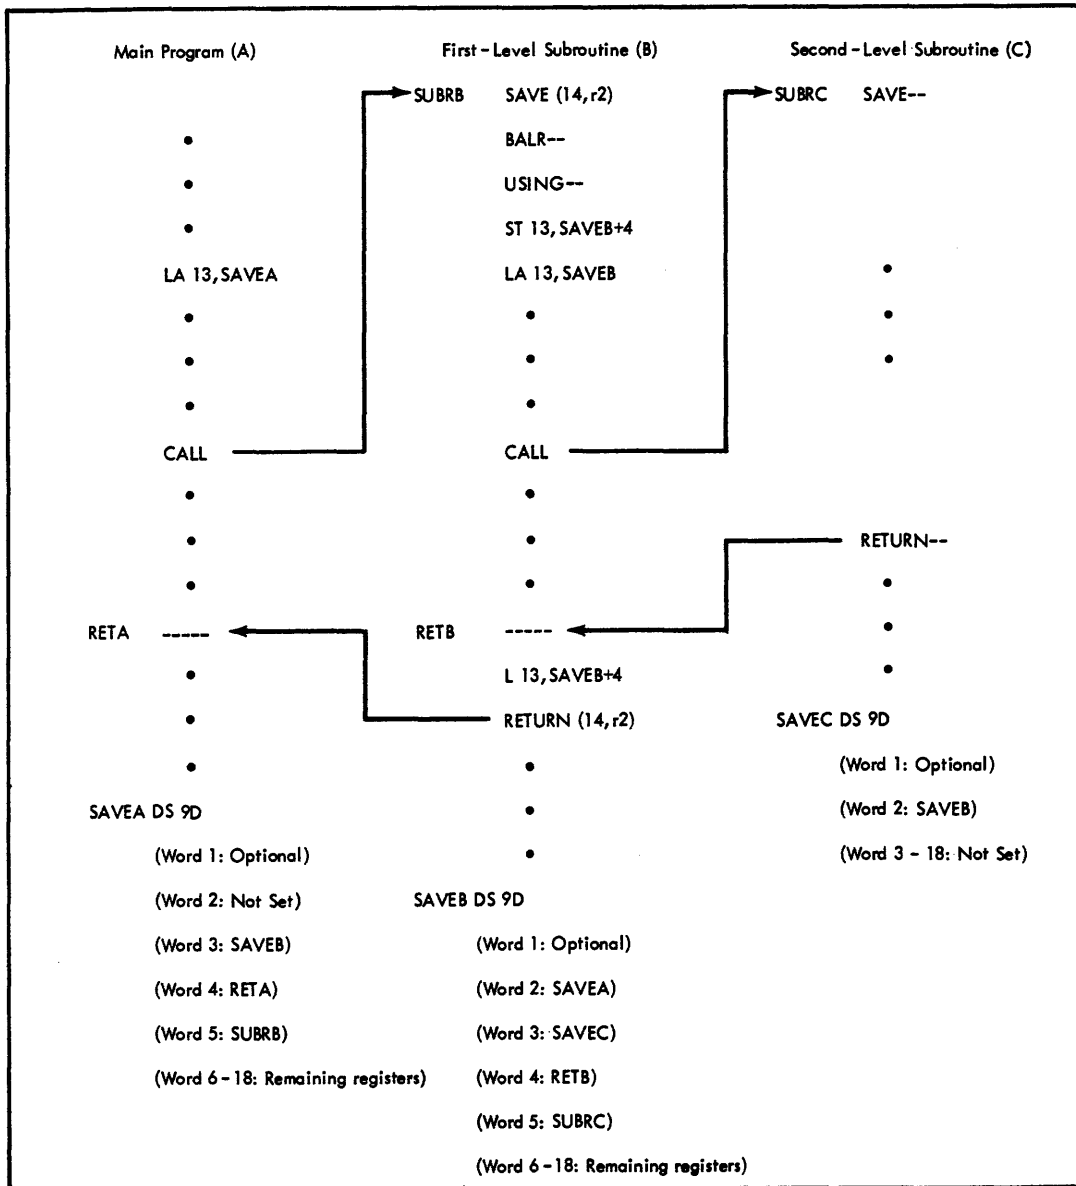 Main Program (A) First-Level Subroutine (B) Second-Level Subroutine (C)
SUBRB SAVE (14,r2) SUBRC SAVE--
BALR--
USING--
ST 13,SAVEB+4
LA 13,SAVEA LA 13,SAVEB
CALL CALL
RETURN--
RETA ----- RETB -----
L 13,SAVEB+4
RETURN (14,r2) SAVEC DS 9D
(Word 1: Optional)
SAVEA DS 9D (Word 2: SAVEB)
(Word 1: Optional) (Word 3-18: Not Set)
(Word 2: Not Set) SAVEB DS 9D
(Word 3: SAVEB) (Word 1: Optional)
(Word 4: RETA) (Word 2: SAVEA)
(Word 5: SUBRB) (Word 3: SAVEC)
(Word 6-18: Remaining registers) (Word 4: RETB)
(Word 5: SUBRC)
(Word 6-18: Remaining registers)